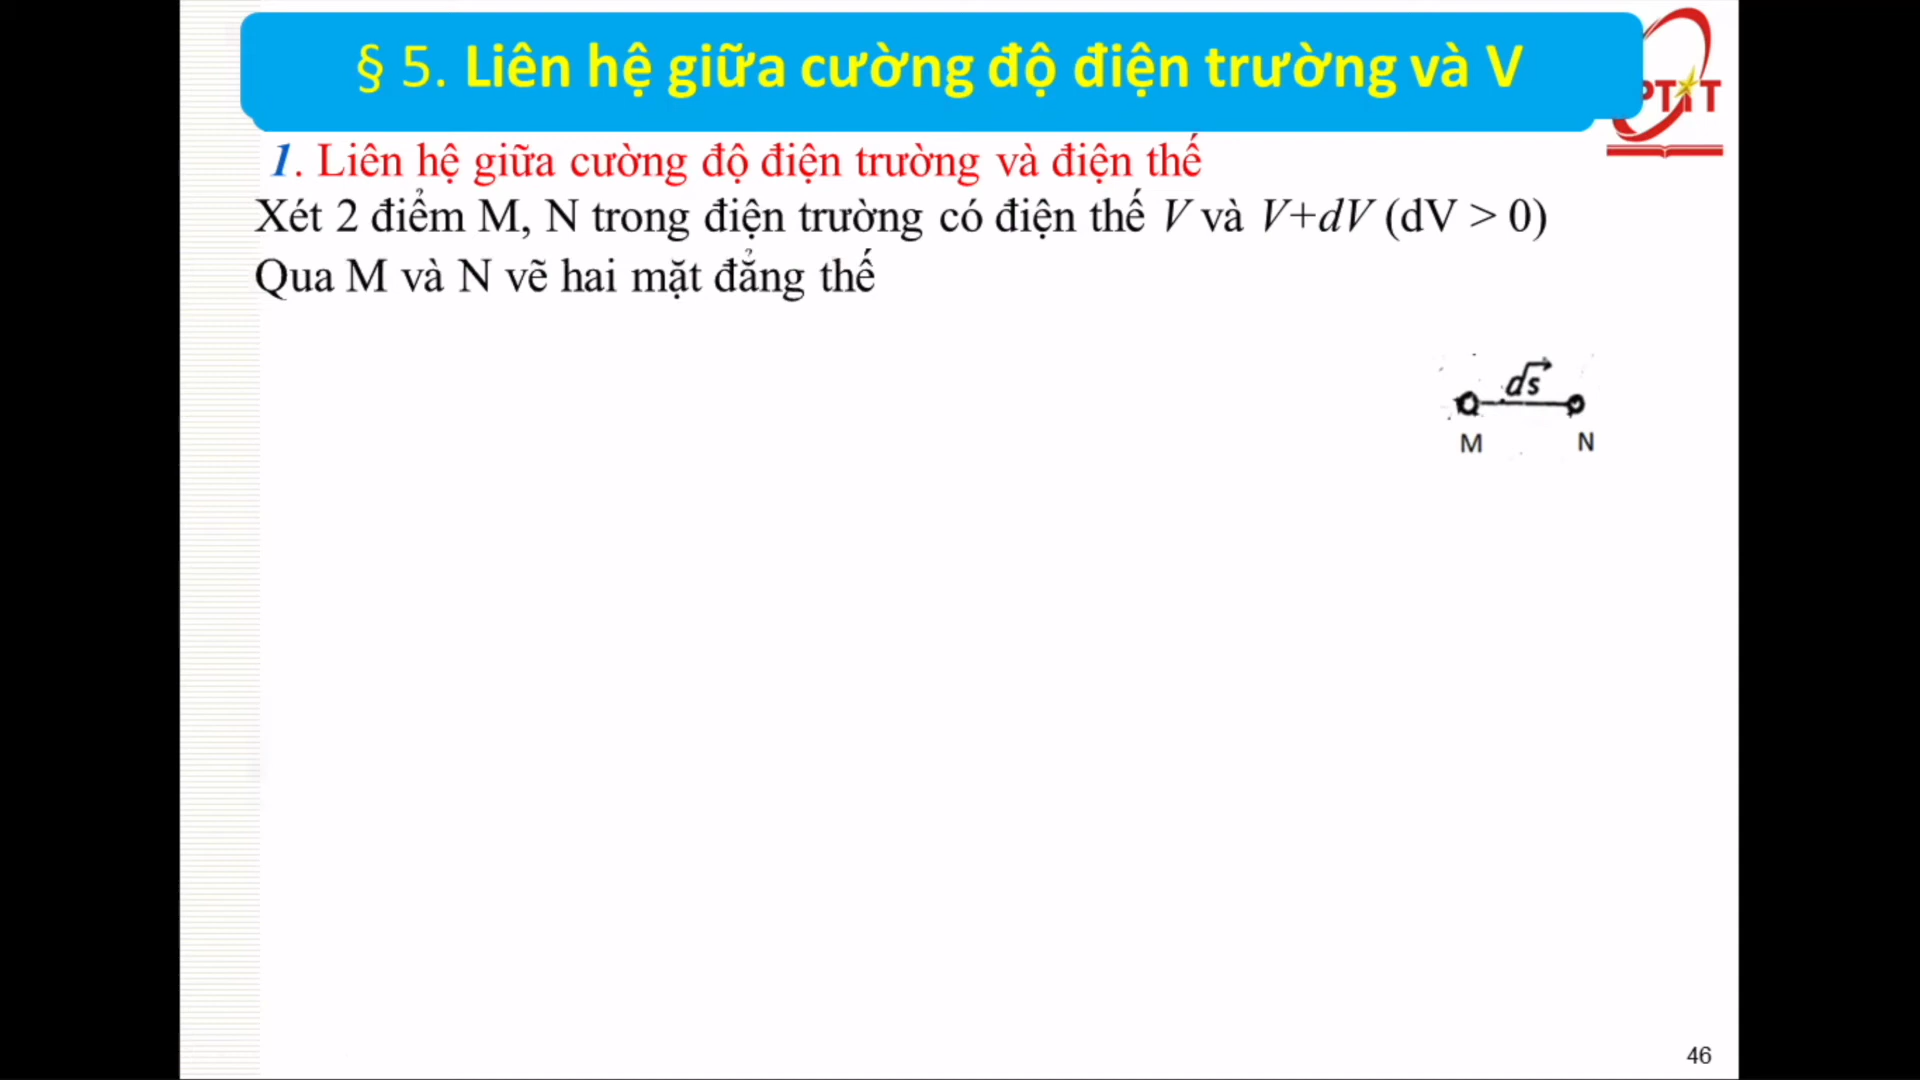 § 5. Liên hệ giữa cường độ điện trường và V
PTIT
1. Liên hệ giữa cường độ điện trường và điện thế
Xét 2 điểm M, N trong điện trường có điện thế V và V+dV (dV > 0)
Qua M và N vẽ hai mặt đẳng thế
ds
M N
46